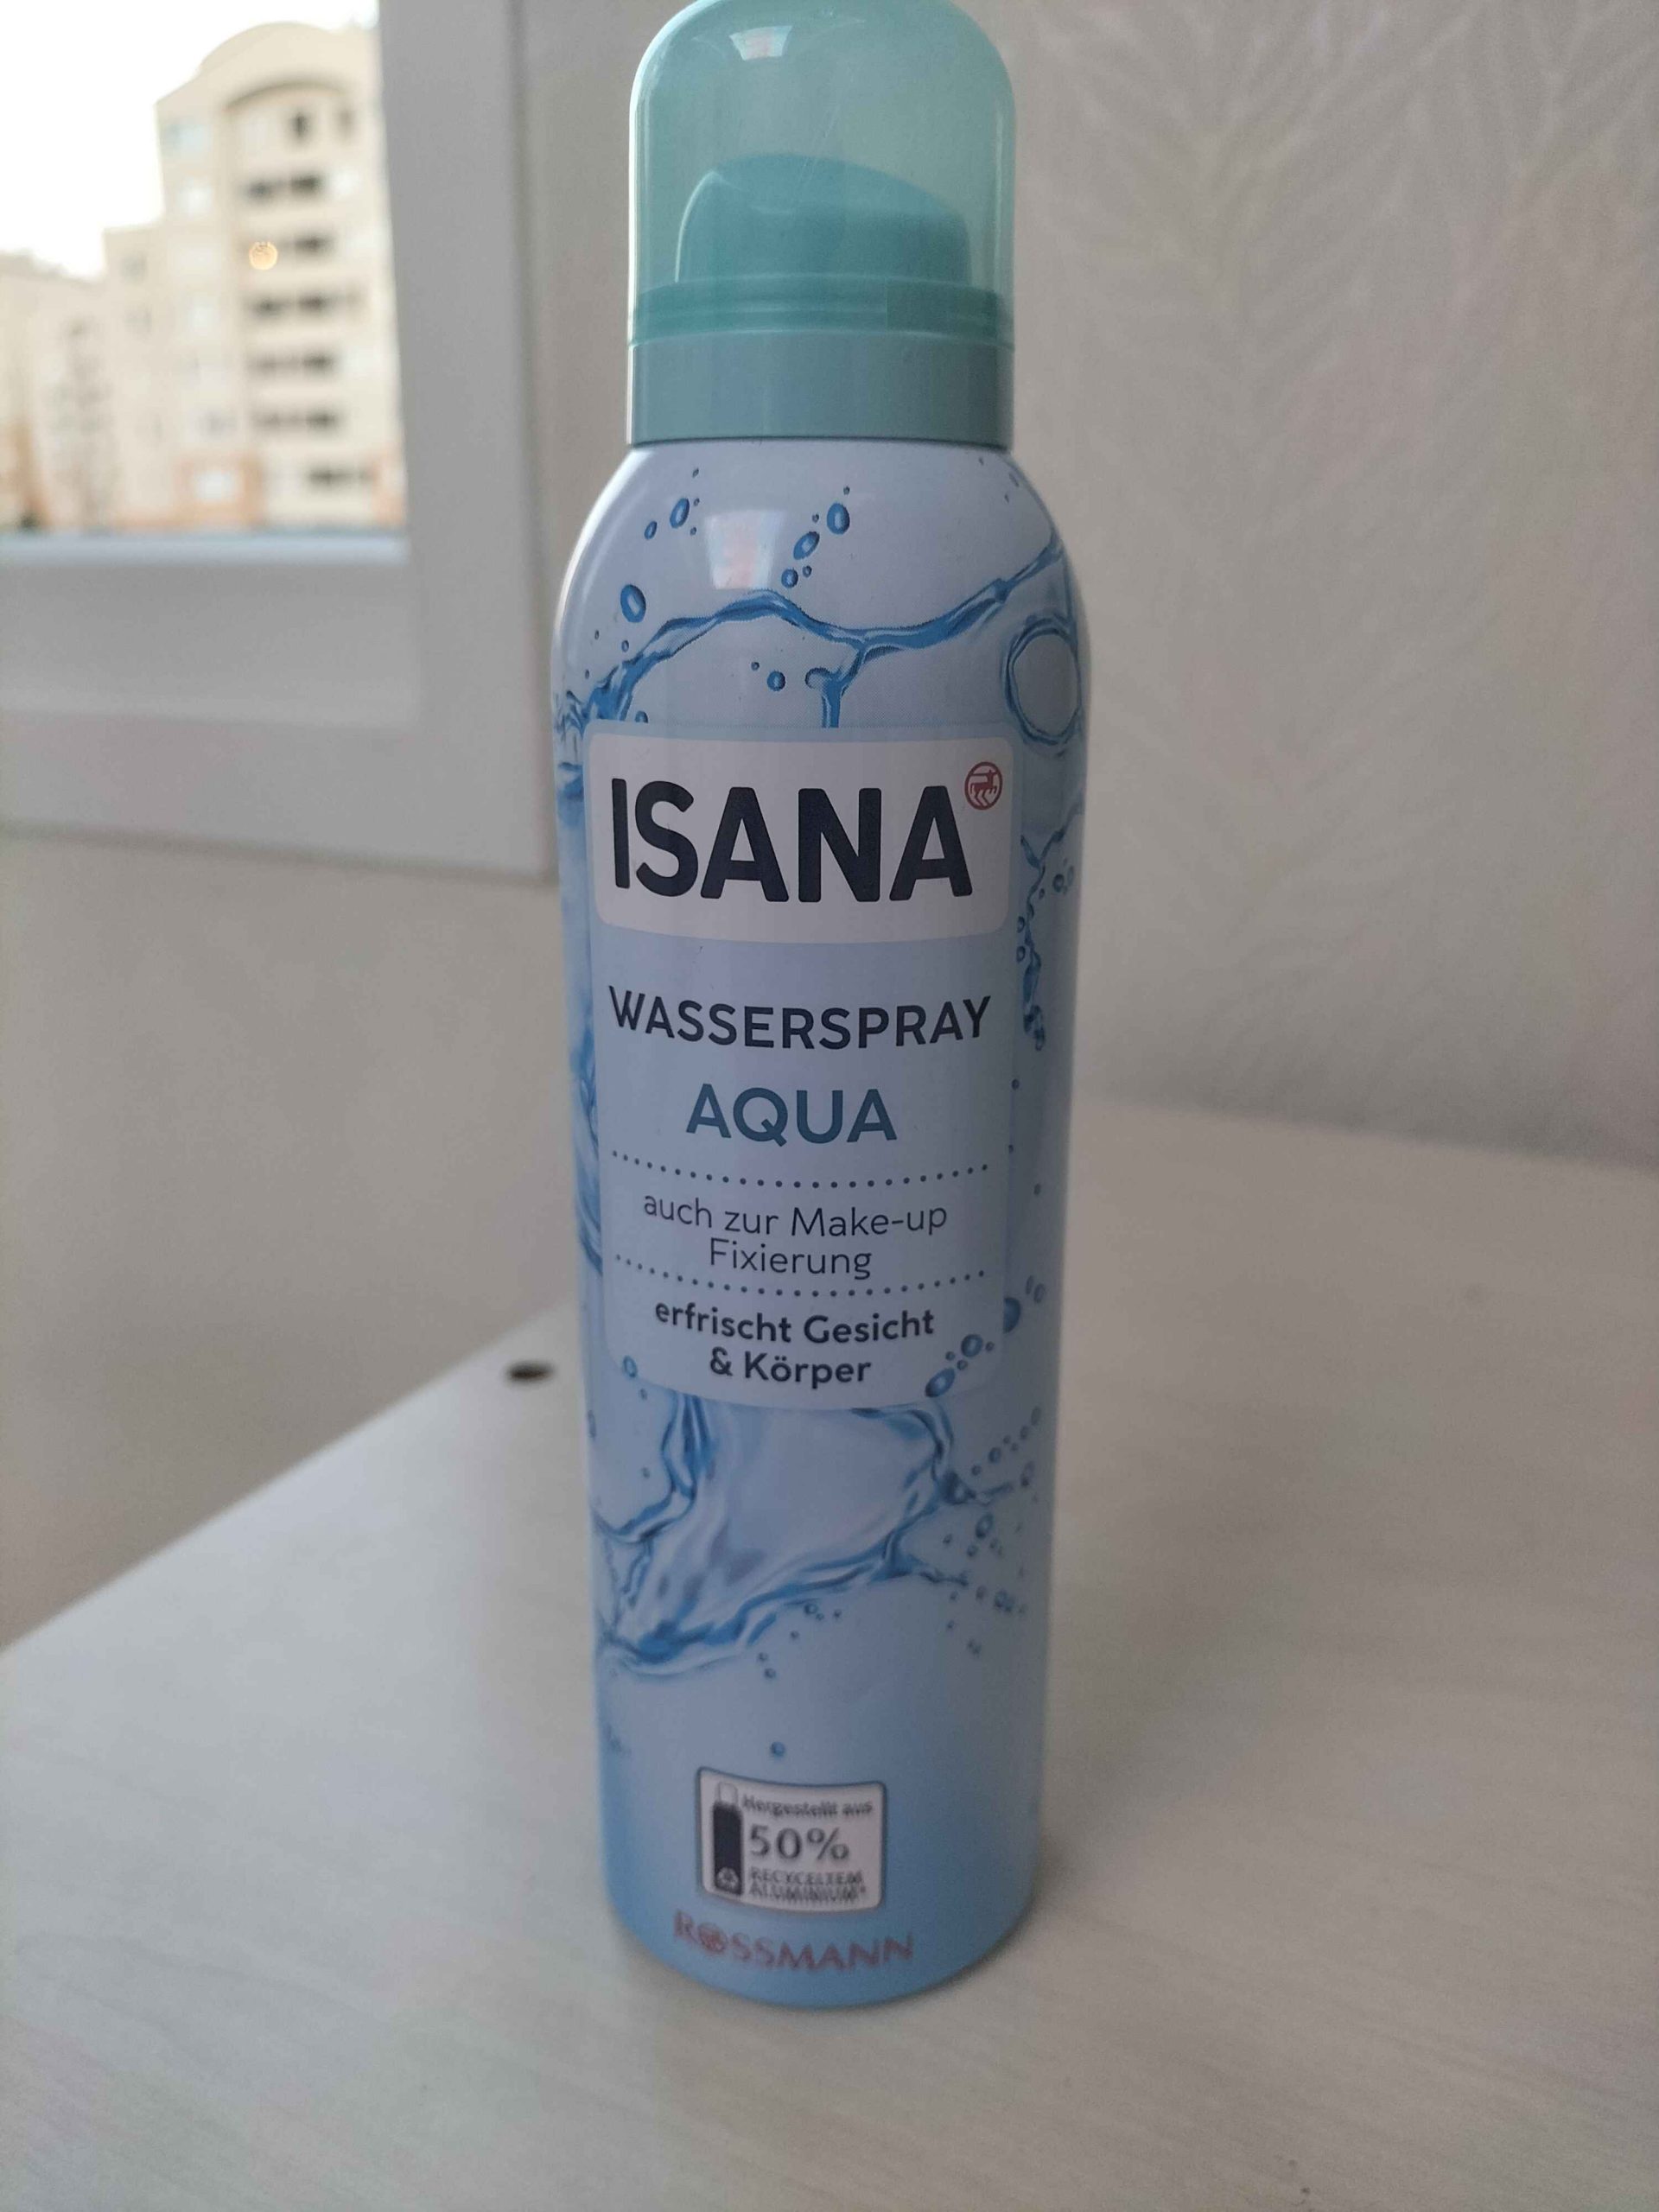 ISANA
WASSERSPRAY
AQUA
auch zur Make-up
Fixierung
erfrischt Gesicht
& Körper
Hergestellt aus
50%
RECYCELTEM
ALUMINIUM*
ROSSMANN